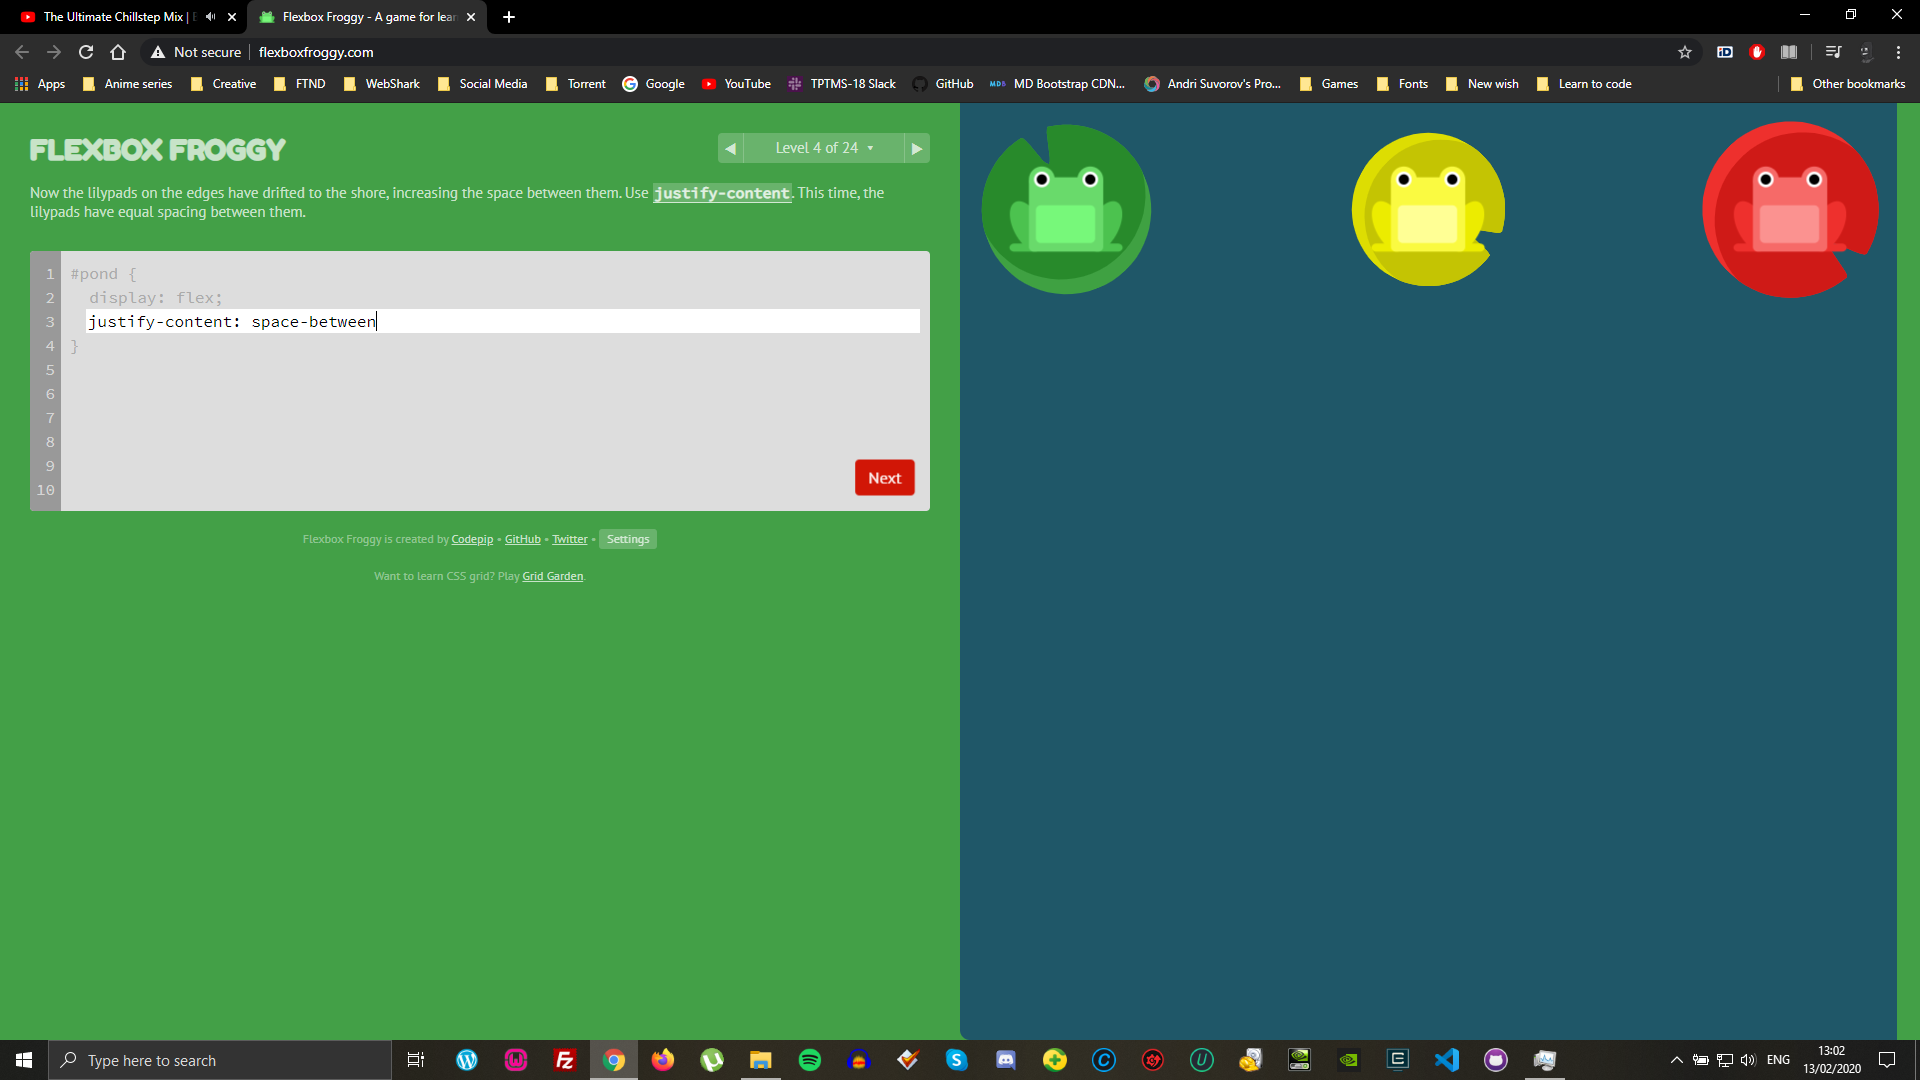 The Ultimate Chillstep Mix |
Flexbox Froggy - A game for lear
Not secure
flexboxfroggy.com
Apps
Anime series
Creative
FTND
WebShark
Social Media
Torrent
Google
YouTube
TPTMS-18 Slack
GitHub
MD Bootstrap CDN...
Andri Suvorov's Pro...
Games
Fonts
New wish
Learn to code
Other bookmarks
FLEXBOX FROGGY
Level 4 of 24
Now the lilypads on the edges have drifted to the shore, increasing the space between them. Use justify-content. This time, the
lilypads have equal spacing between them.
1 #pond {
2 display: flex;
3 justify-content: space-between
4 }
5
6
7
8
9
10
Next
Flexbox Froggy is created by Codepip • GitHub • Twitter • Settings
Want to learn CSS grid? Play Grid Garden.
Type here to search
ENG
13:02
13/02/2020